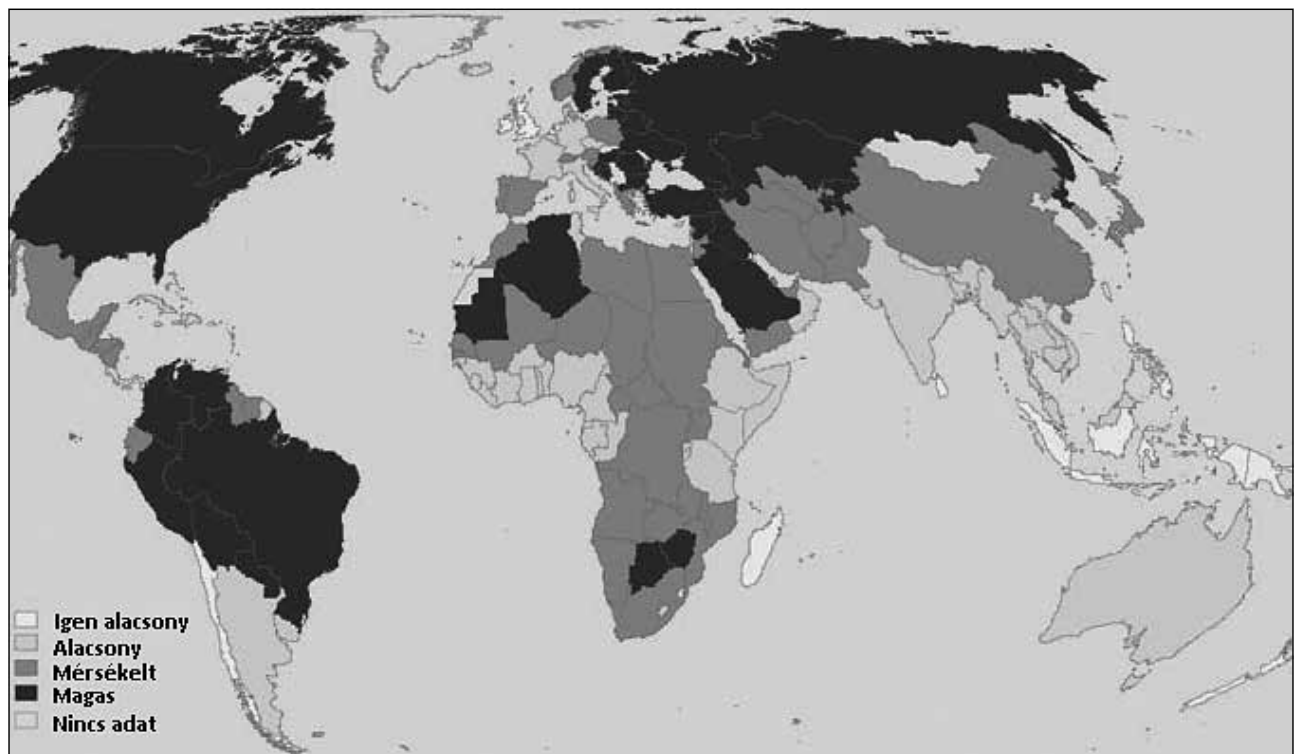 Igen alacsony
Alacsony
Mérsékelt
Magas
Nincs adat